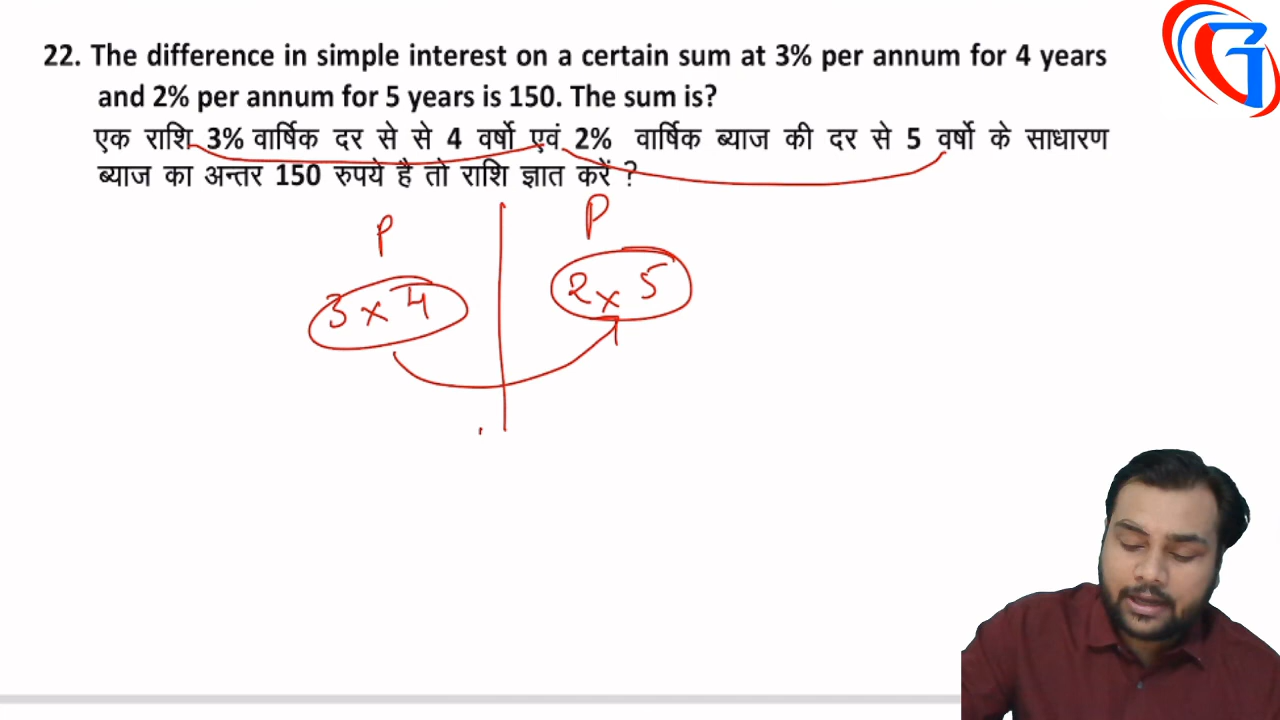 22. The difference in simple interest on a certain sum at 3% per annum for 4 years
and 2% per annum for 5 years is 150. The sum is?
एक राशि 3% वार्षिक दर से से 4 वर्षो एवं 2% वार्षिक ब्याज की दर से 5 वर्षो के साधारण
ब्याज का अन्तर 150 रुपये है तो राशि ज्ञात करें ?
P
P
3 x 4
2 x 5